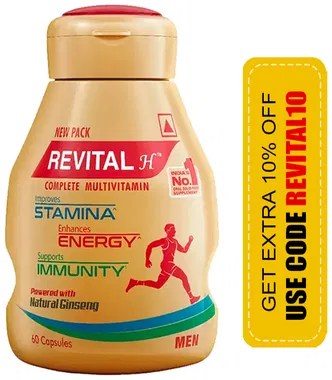 NEW PACK
REVITAL H™
COMPLETE MULTIVITAMIN
INDIA'S
No.1
Improves
STAMINA*
Enhances
ENERGY*
Supports
IMMUNITY*
Powered with
Natural Ginseng
60 Capsules
MEN
GET EXTRA 10% OFF
USE CODE REVITAL10